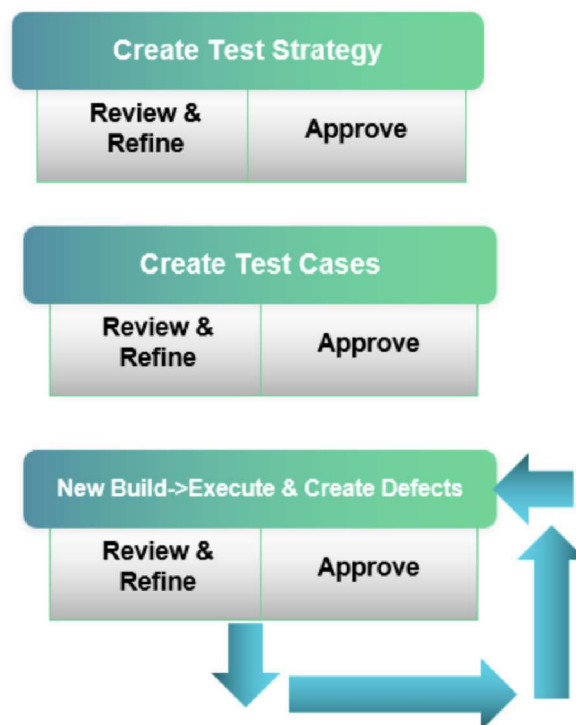 Create Test Strategy
Review &
Refine
Approve
Create Test Cases
Review &
Refine
Approve
New Build->Execute & Create Defects
Review &
Refine
Approve